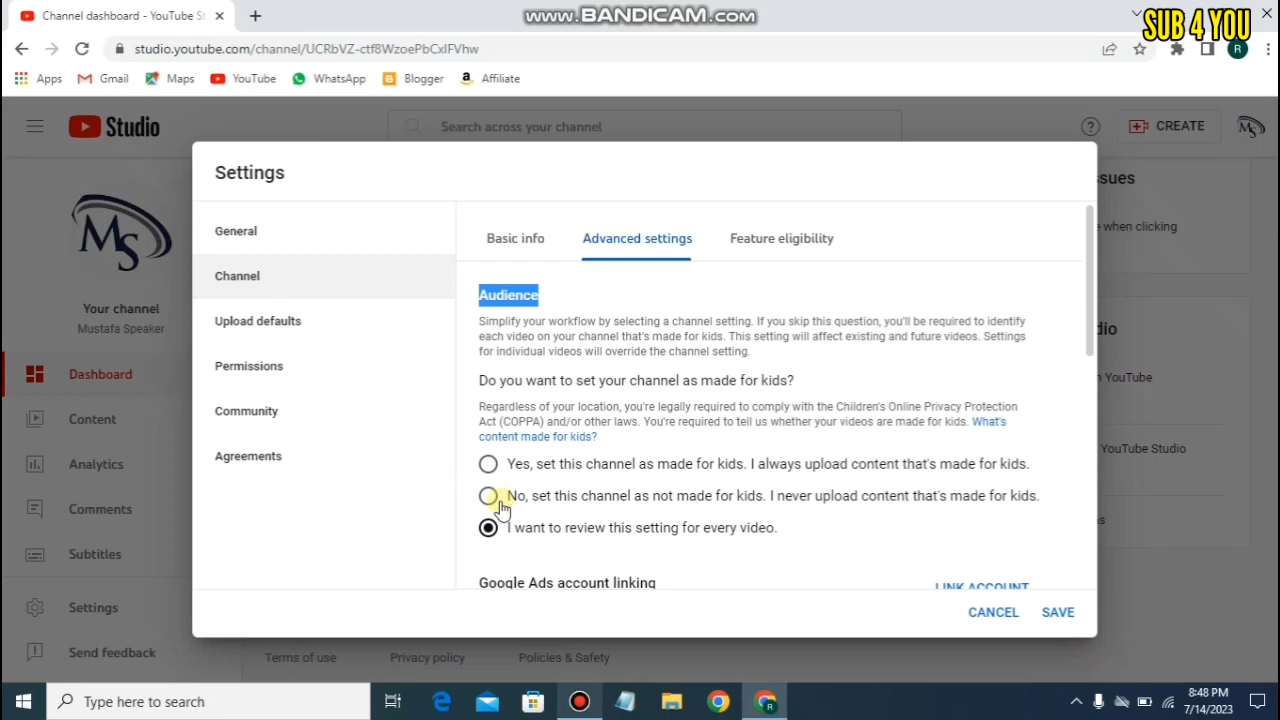 Channel dashboard - YouTube St
www.BANDICAM.com
SUB 4 YOU
studio.youtube.com/channel/UCRbVZ-ctf8WzoePbCxIFVhw
R
Apps
Gmail
Maps
YouTube
WhatsApp
Blogger
Affiliate
Studio
Search across your channel
CREATE
MS
MS
Your channel
Mustafa Speaker
Dashboard
Content
Analytics
Comments
Subtitles
Settings
Send feedback
Settings
General
Channel
Upload defaults
Permissions
Community
Agreements
Basic info
Advanced settings
Feature eligibility
Audience
Simplify your workflow by selecting a channel setting. If you skip this question, you'll be required to identify
each video on your channel that's made for kids. This setting will affect existing and future videos. Settings
for individual videos will override the channel setting.
Do you want to set your channel as made for kids?
Regardless of your location, you're legally required to comply with the Children's Online Privacy Protection
Act (COPPA) and/or other laws. You're required to tell us whether your videos are made for kids. What's
content made for kids?
Yes, set this channel as made for kids. I always upload content that's made for kids.
No, set this channel as not made for kids. I never upload content that's made for kids.
I want to review this setting for every video.
Google Ads account linking
LINK ACCOUNT
CANCEL
SAVE
ssues
e when clicking
dio
n YouTube
YouTube Studio
s
Terms of use
Privacy policy
Policies & Safety
Type here to search
R
8:48 PM
7/14/2023